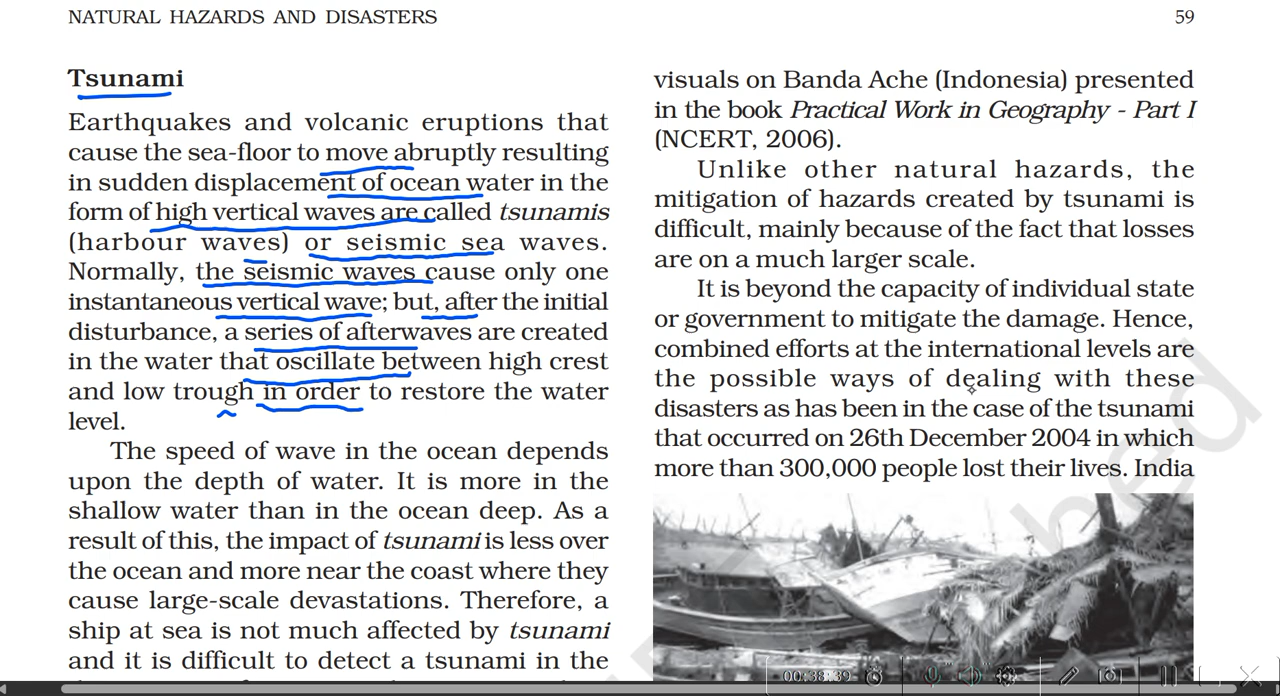 NATURAL HAZARDS AND DISASTERS
59
Tsunami
Earthquakes and volcanic eruptions that
cause the sea-floor to move abruptly resulting
in sudden displacement of ocean water in the
form of high vertical waves are called tsunamis
(harbour waves) or seismic sea waves.
Normally, the seismic waves cause only one
instantaneous vertical wave; but, after the initial
disturbance, a series of afterwaves are created
in the water that oscillate between high crest
and low trough in order to restore the water
level.
The speed of wave in the ocean depends
upon the depth of water. It is more in the
shallow water than in the ocean deep. As a
result of this, the impact of tsunami is less over
the ocean and more near the coast where they
cause large-scale devastations. Therefore, a
ship at sea is not much affected by tsunami
and it is difficult to detect a tsunami in the
visuals on Banda Ache (Indonesia) presented
in the book Practical Work in Geography - Part I
(NCERT, 2006).
Unlike other natural hazards, the
mitigation of hazards created by tsunami is
difficult, mainly because of the fact that losses
are on a much larger scale.
It is beyond the capacity of individual state
or government to mitigate the damage. Hence,
combined efforts at the international levels are
the possible ways of dealing with these
disasters as has been in the case of the tsunami
that occurred on 26th December 2004 in which
more than 300,000 people lost their lives. India
00:38:39